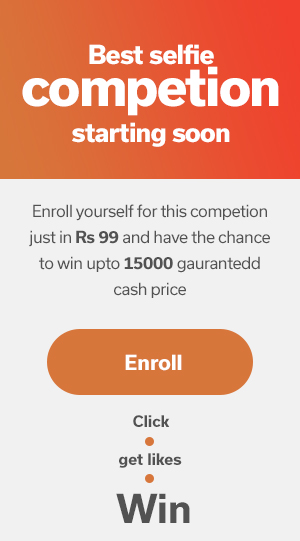 Best selfie
competion
starting soon
Enroll yourself for this competion
just in Rs 99 and have the chance
to win upto 15000 gaurantedd
cash price
Enroll
Click
get likes
Win